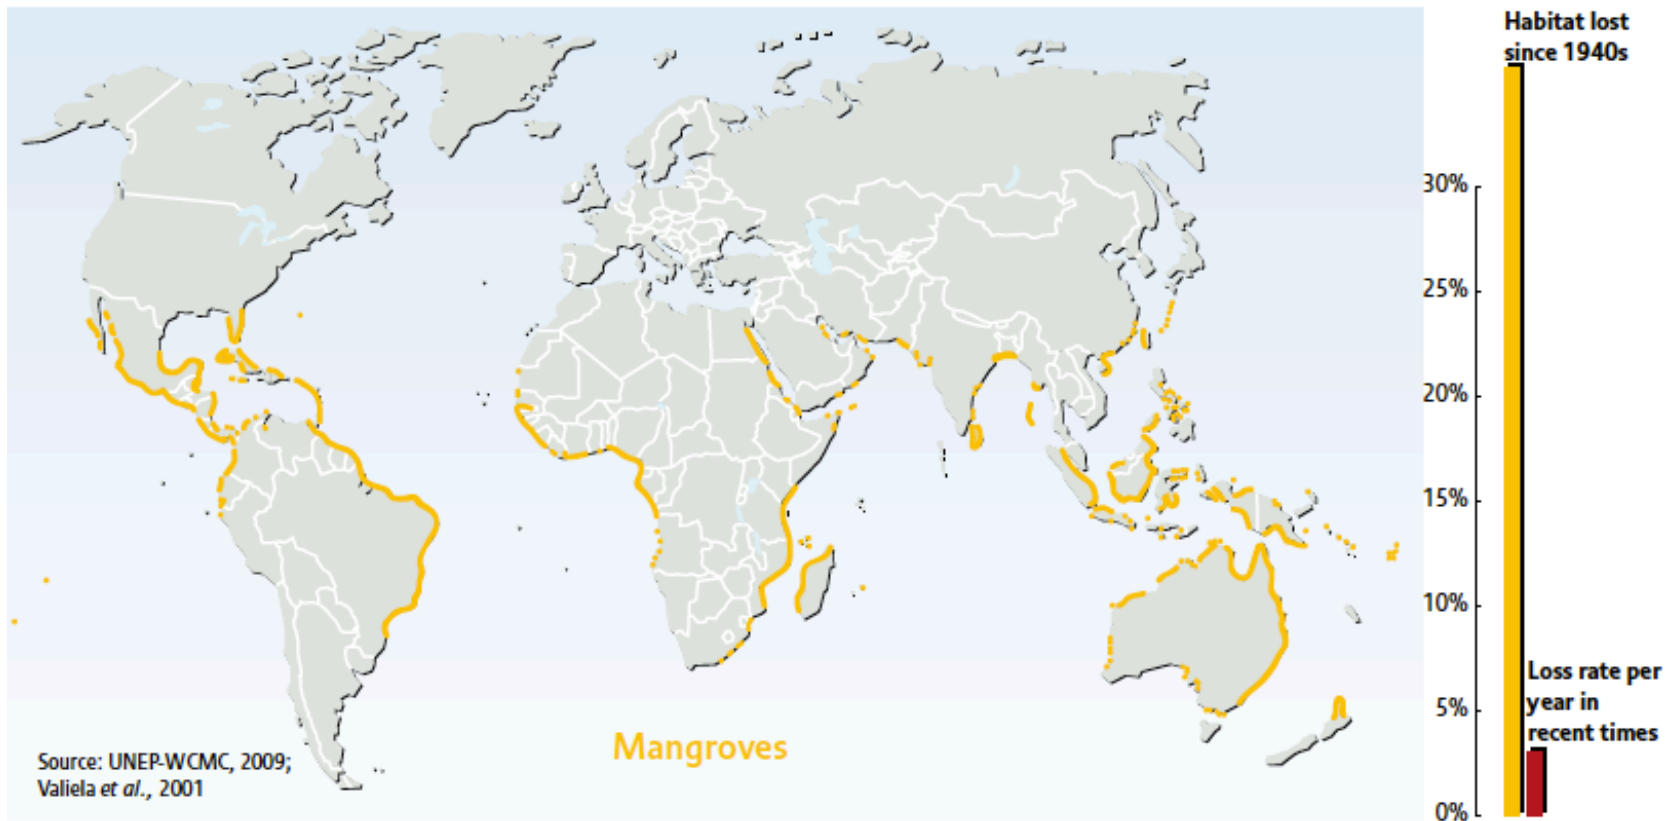 Habitat lost
since 1940s
30%
25%
20%
15%
10%
5%
0%
Loss rate per
year in
recent times
Mangroves
Source: UNEP-WCMC, 2009;
Valiela et al., 2001